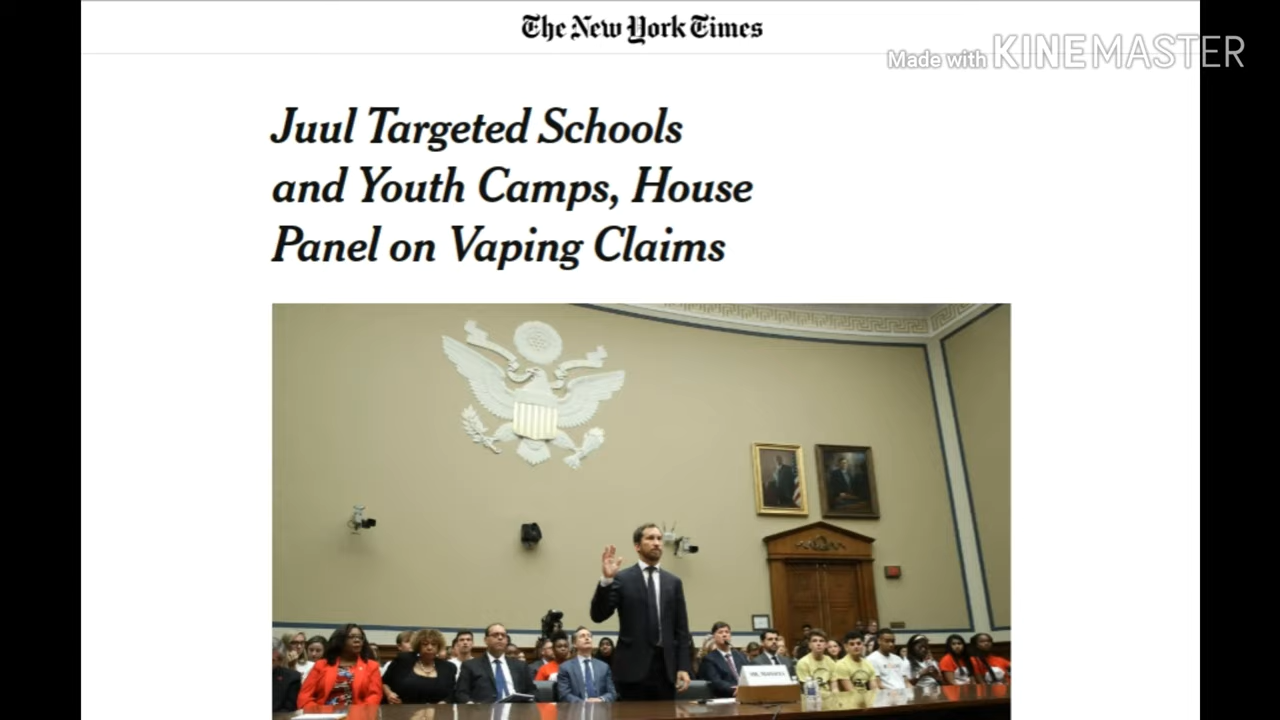 The New York Times
Made with KINEMASTER
Juul Targeted Schools
and Youth Camps, House
Panel on Vaping Claims